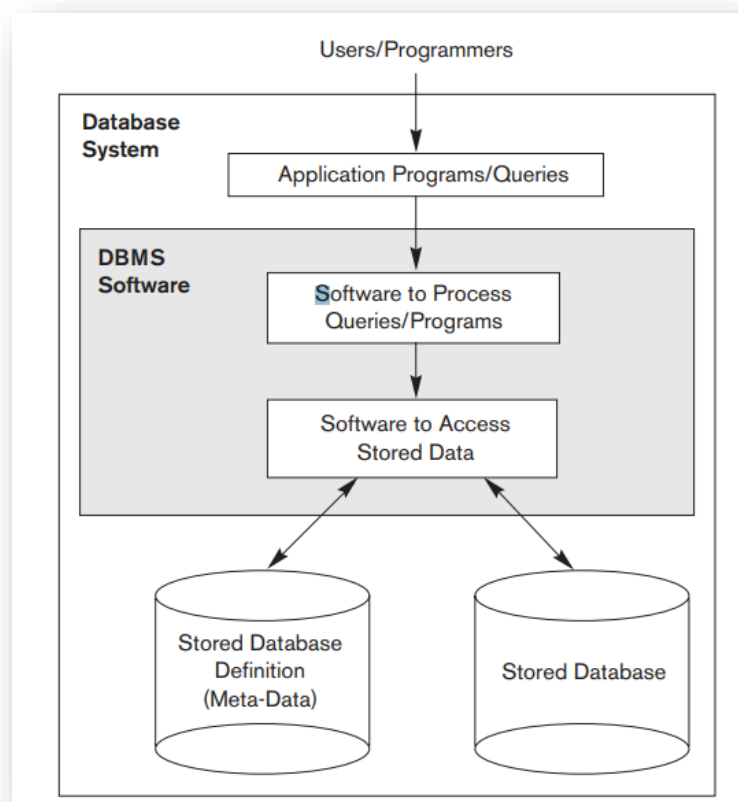 Users/Programmers
Database
System
Application Programs/Queries
DBMS
Software
Software to Process
Queries/Programs
Software to Access
Stored Data
Stored Database
Definition
(Meta-Data)
Stored Database